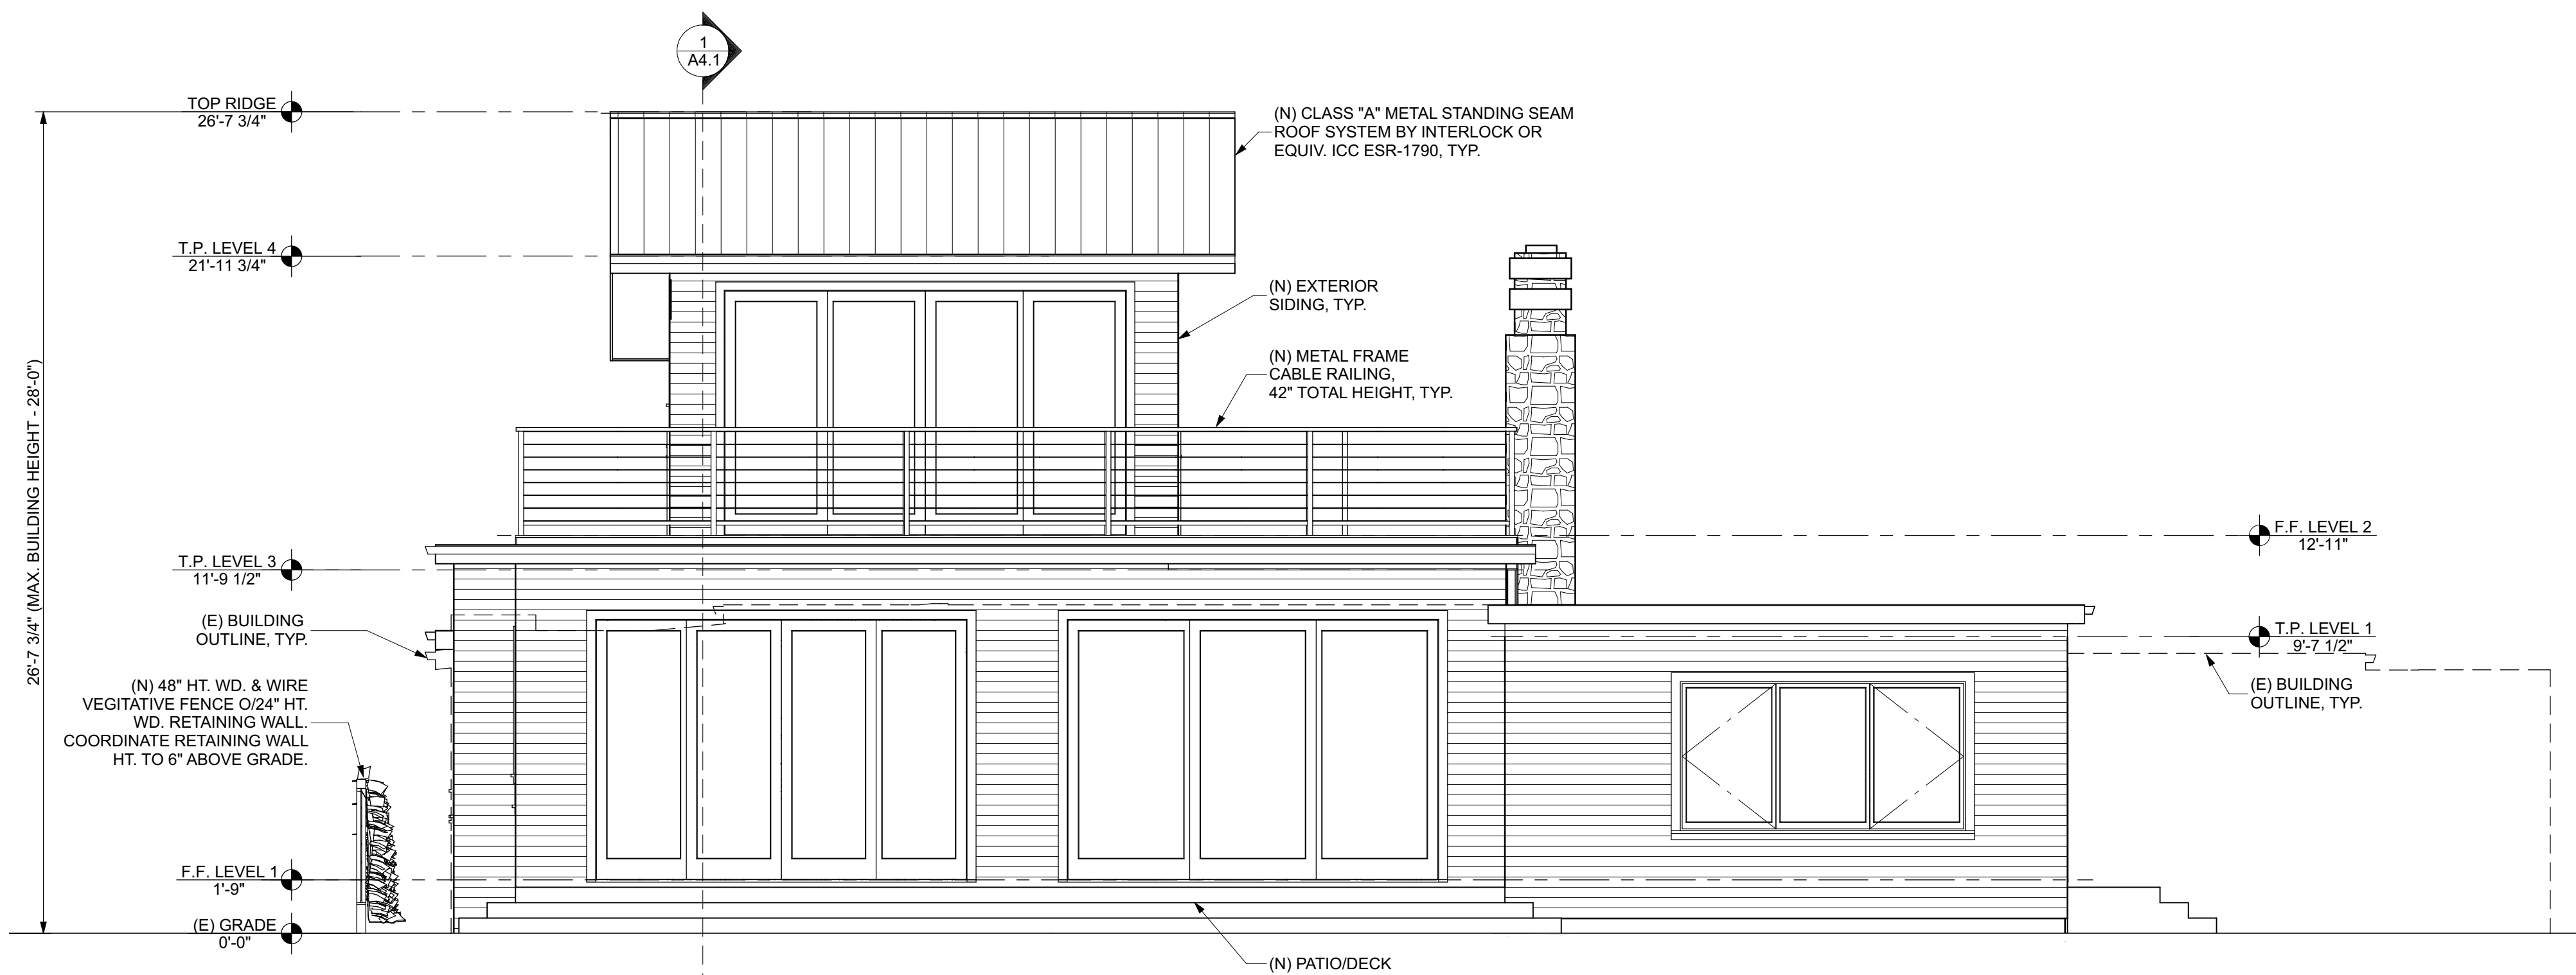 1
A4.1
TOP RIDGE
26'-7 3/4"
(N) CLASS "A" METAL STANDING SEAM
ROOF SYSTEM BY INTERLOCK OR
EQUIV. ICC ESR-1790, TYP.
T.P. LEVEL 4
21'-11 3/4"
(N) EXTERIOR
SIDING, TYP.
(N) METAL FRAME
CABLE RAILING,
42" TOTAL HEIGHT, TYP.
26'-7 3/4" (MAX. BUILDING HEIGHT - 28'-0")
F.F. LEVEL 2
12'-11"
T.P. LEVEL 3
11'-9 1/2"
(E) BUILDING
OUTLINE, TYP.
T.P. LEVEL 1
9'-7 1/2"
(E) BUILDING
OUTLINE, TYP.
(N) 48" HT. WD. & WIRE
VEGITATIVE FENCE O/24" HT.
WD. RETAINING WALL.
COORDINATE RETAINING WALL
HT. TO 6" ABOVE GRADE.
F.F. LEVEL 1
1'-9"
(E) GRADE
0'-0"
(N) PATIO/DECK